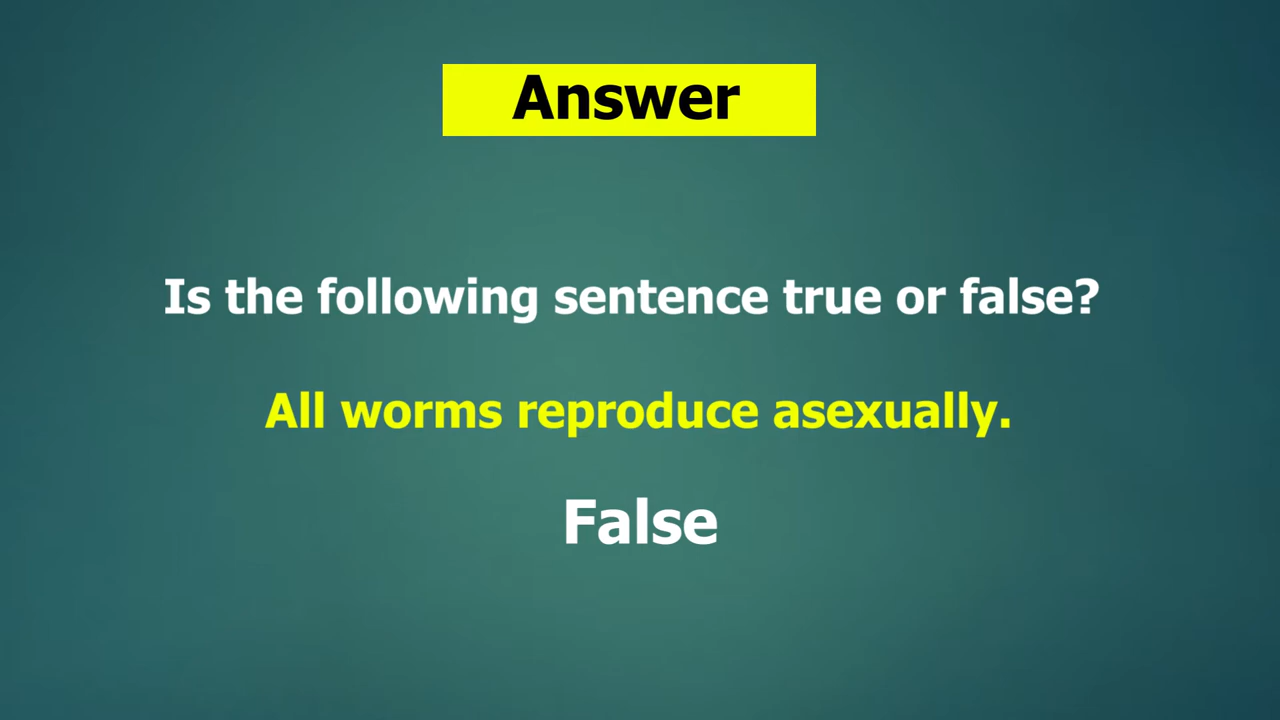 Answer
Is the following sentence true or false?
All worms reproduce asexually.
False